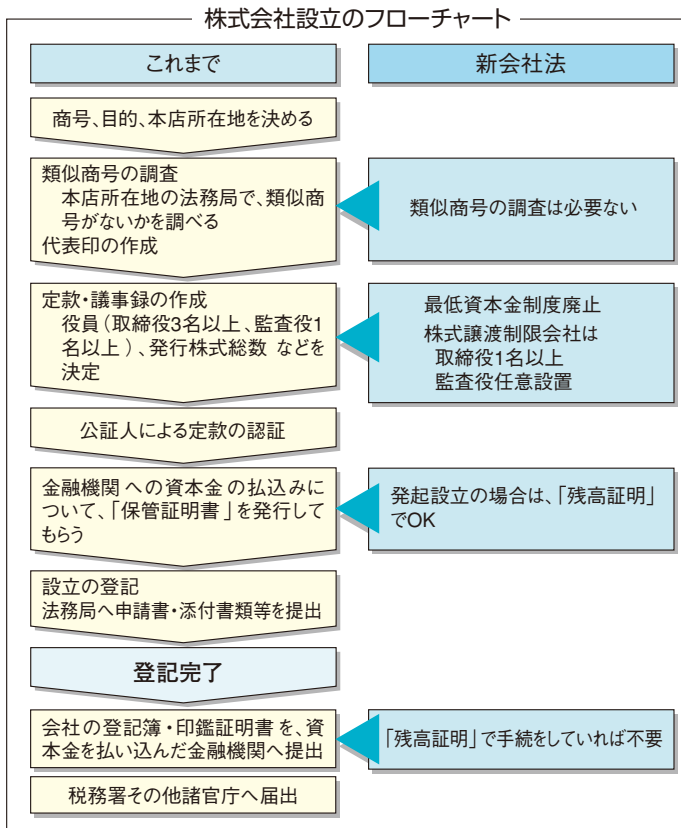 株式会社設立のフローチャート
これまで
新会社法
商号、目的、本店所在地を決める
類似商号の調査
本店所在地の法務局で、類似商
号がないかを調べる
代表印の作成
類似商号の調査は必要ない
定款・議事録の作成
役員(取締役3名以上、監査役1
名以上)、発行株式総数 などを
決定
最低資本金制度廃止
株式譲渡制限会社は
取締役1名以上
監査役任意設置
公証人による定款の認証
金融機関への資本金の払込みに
ついて、「保管証明書」を発行して
もらう
発起設立の場合は、「残高証明」
でOK
設立の登記
法務局へ申請書・添付書類等を提出
登記完了
会社の登記簿・印鑑証明書を、資
本金を払い込んだ金融機関へ提出
「残高証明」で手続をしていれば不要
税務署その他諸官庁へ届出